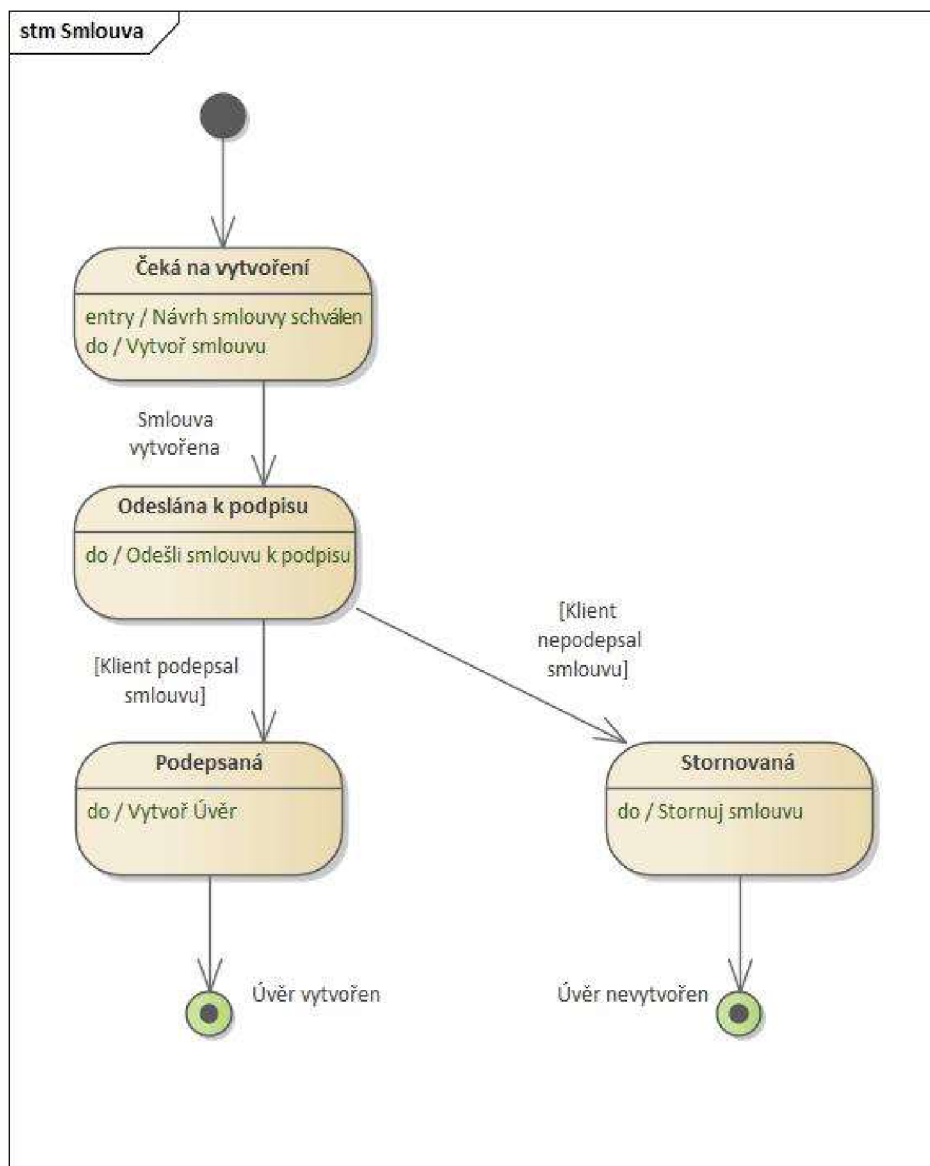 stm Smlouva
Čeká na vytvoření
entry / Návrh smlouvy schválen
do / Vytvoř smlouvu
Smlouva
vytvořena
Odeslána k podpisu
do / Odešli smlouvu k podpisu
[Klient
nepodepsal
smlouvu]
[Klient podepsal
smlouvu]
Podepsaná
do / Vytvoř Úvěr
Stornovaná
do / Stornuj smlouvu
Úvěr vytvořen
Úvěr nevytvořen